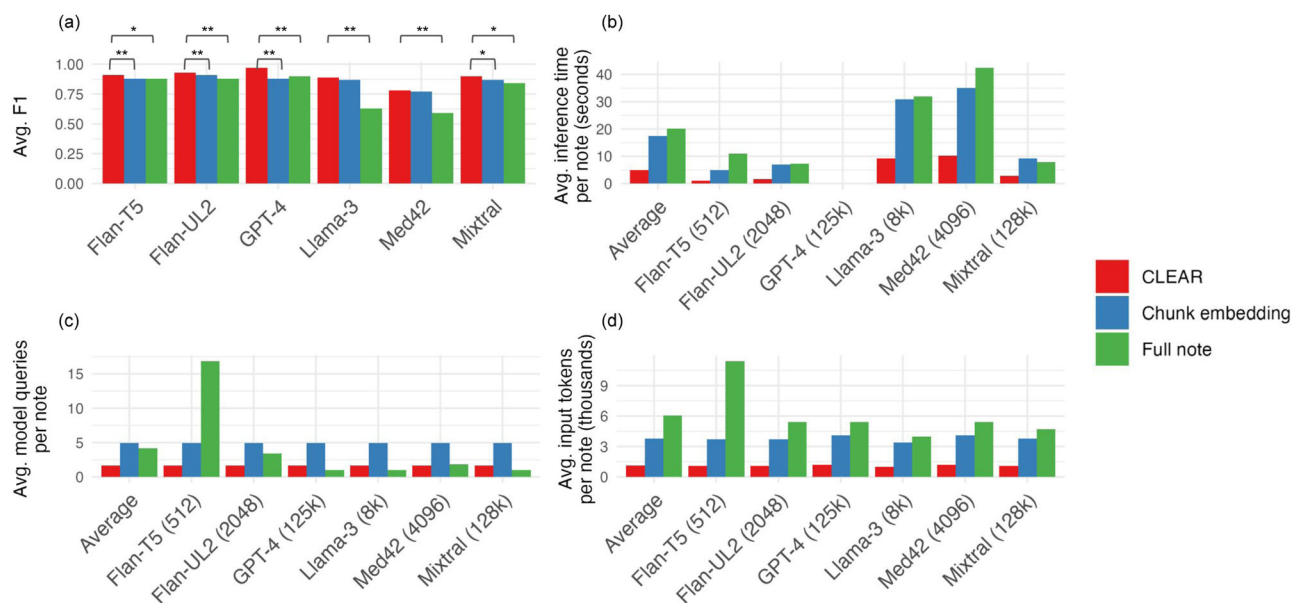 (a)
* ** ** ** ** *
** ** ** *
Avg. F1
1.00
0.75
0.50
0.25
0.00
Flan-T5
Flan-UL2
GPT-4
Llama-3
Med42
Mixtral
(b)
Avg. inference time
per note (seconds)
40
30
20
10
0
Average
Flan-T5 (512)
Flan-UL2 (2048)
GPT-4 (125k)
Llama-3 (8k)
Med42 (4096)
Mixtral (128k)
CLEAR
Chunk embedding
Full note
(c)
Avg. model queries
per note
15
10
5
0
Average
Flan-T5 (512)
Flan-UL2 (2048)
GPT-4 (125k)
Llama-3 (8k)
Med42 (4096)
Mixtral (128k)
(d)
Avg. input tokens
per note (thousands)
9
6
3
0
Average
Flan-T5 (512)
Flan-UL2 (2048)
GPT-4 (125k)
Llama-3 (8k)
Med42 (4096)
Mixtral (128k)